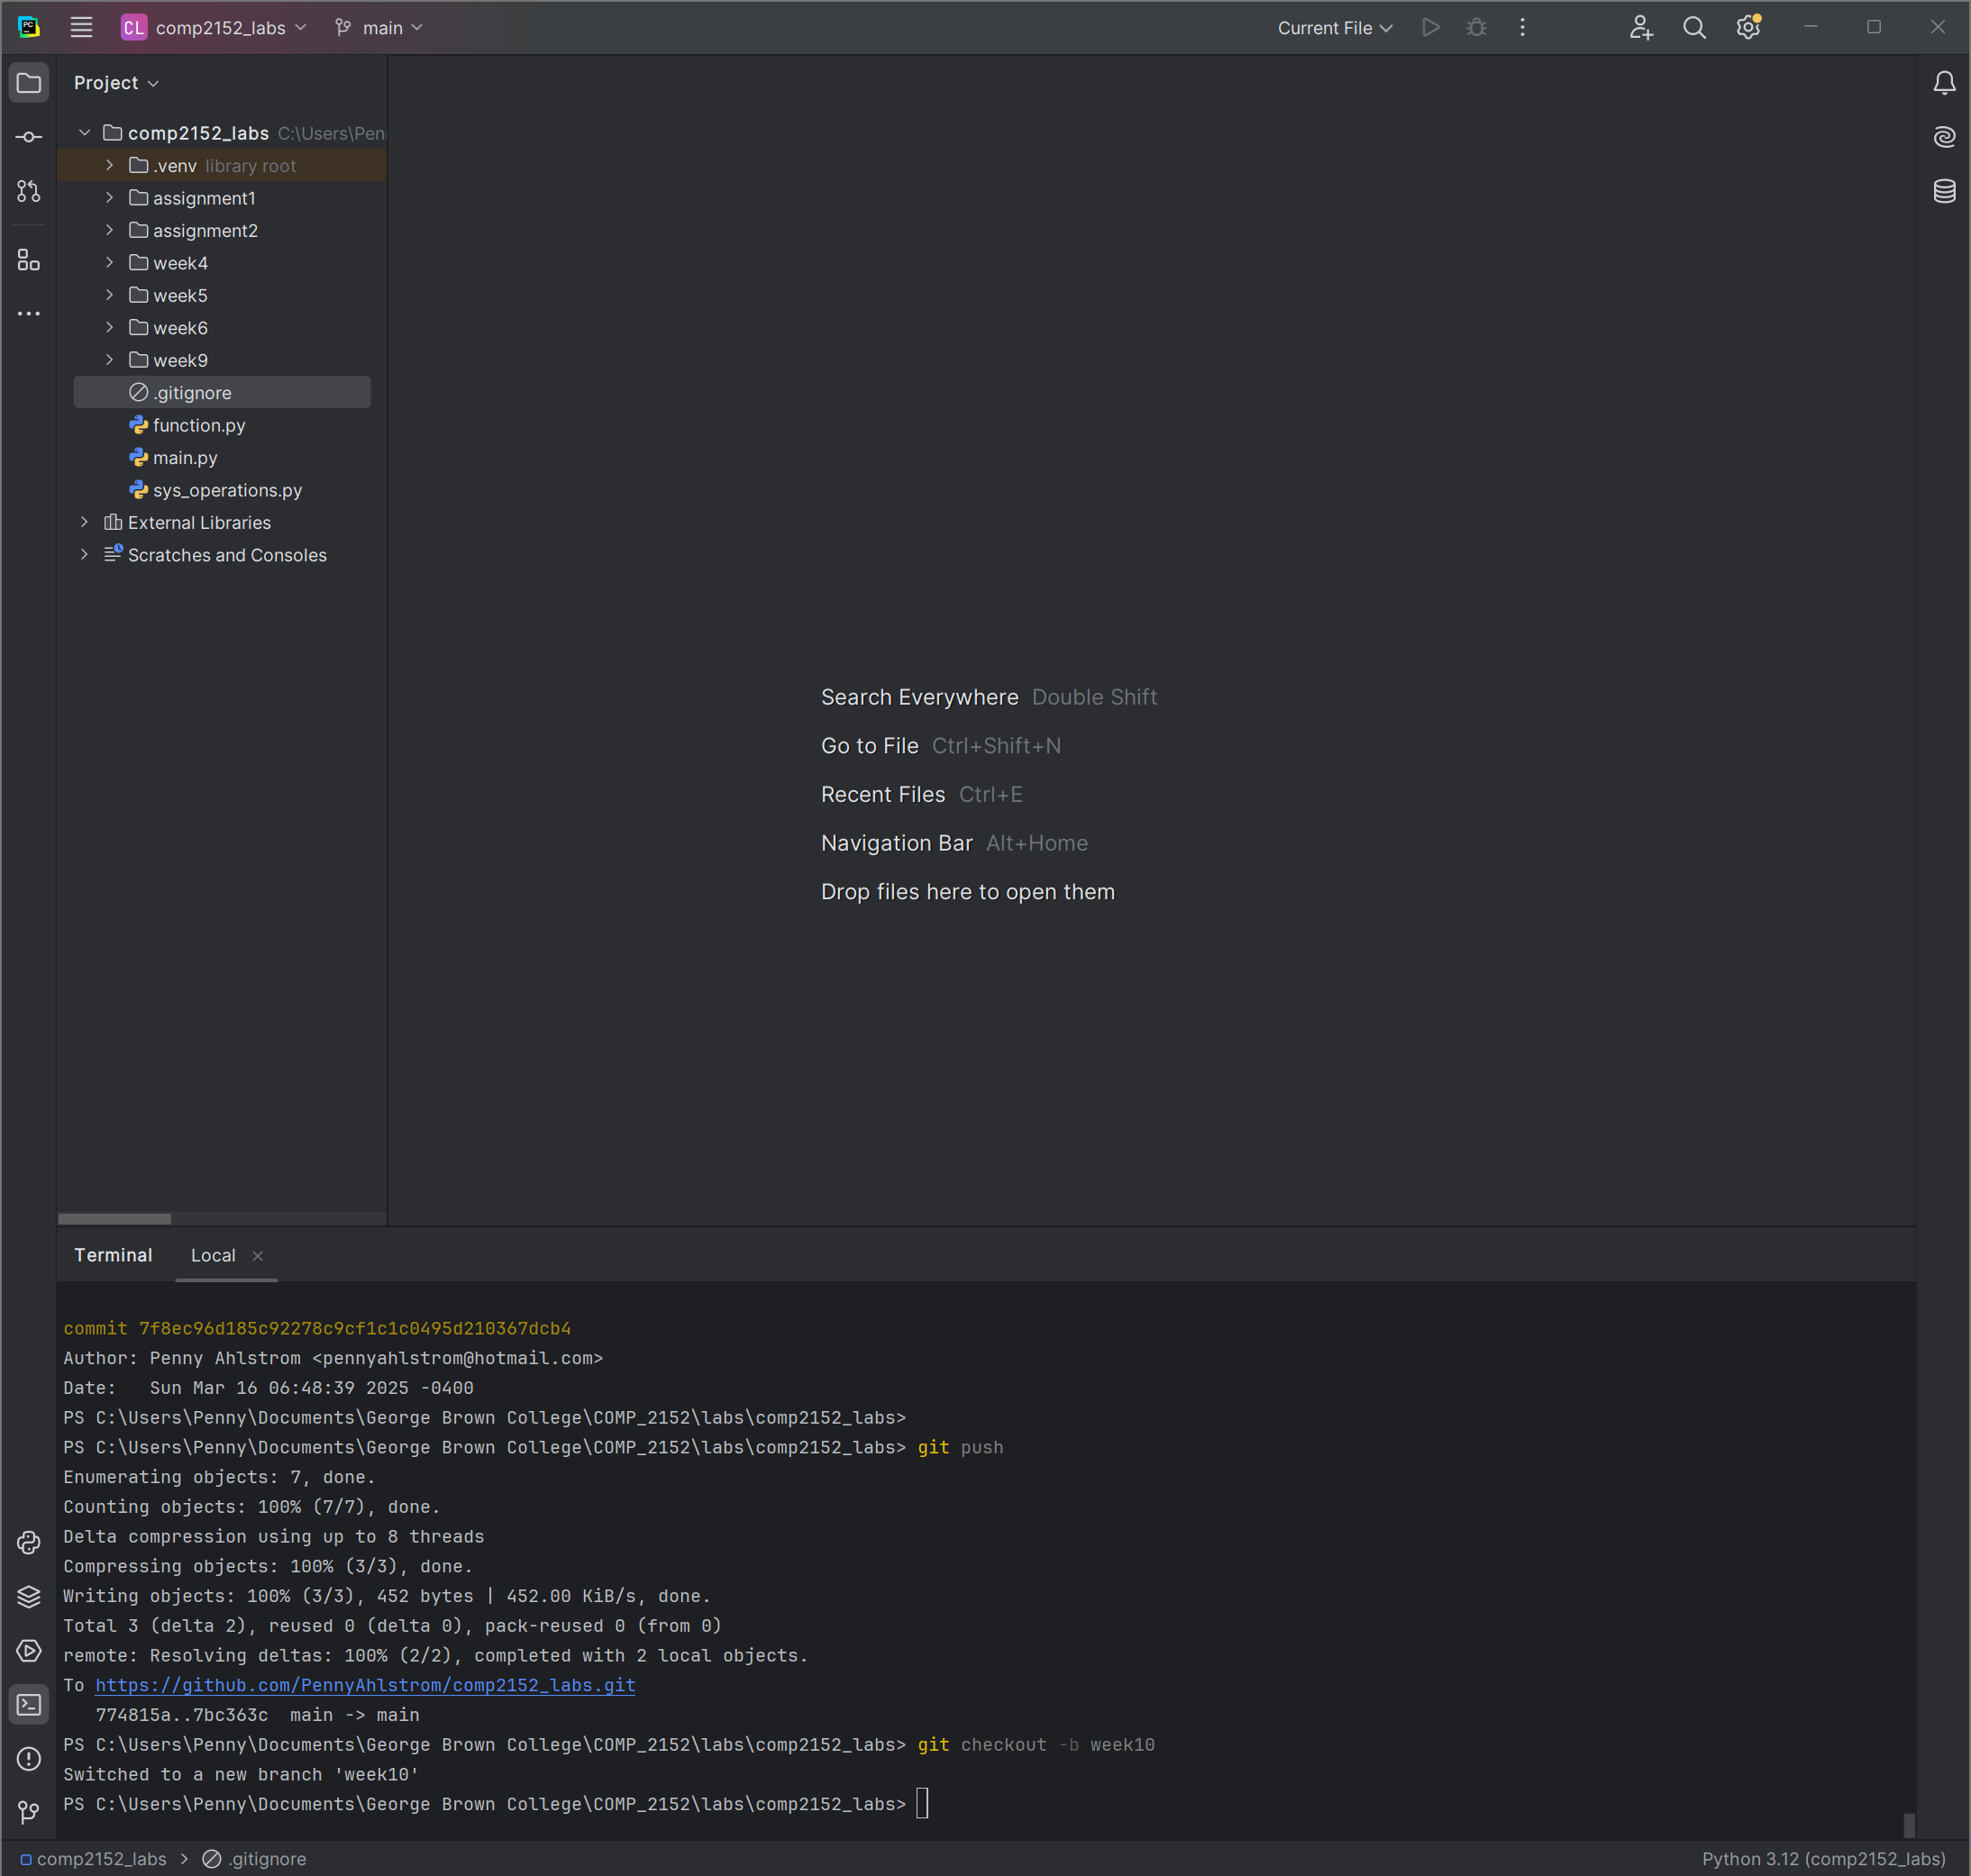 PC
CL comp2152_labs main Current File
Project
comp2152_labs C:\Users\Pen
.venv library root
assignment1
assignment2
week4
week5
week6
week9
.gitignore
function.py
main.py
sys_operations.py
External Libraries
Scratches and Consoles
Search Everywhere Double Shift
Go to File Ctrl+Shift+N
Recent Files Ctrl+E
Navigation Bar Alt+Home
Drop files here to open them
Terminal Local
commit 7f8ec96d185c92278c9cf1c1c0495d210367dcb4
Author: Penny Ahlstrom <pennyahlstrom@hotmail.com>
Date: Sun Mar 16 06:48:39 2025 -0400
PS C:\Users\Penny\Documents\George Brown College\COMP_2152\labs\comp2152_labs>
PS C:\Users\Penny\Documents\George Brown College\COMP_2152\labs\comp2152_labs> git push
Enumerating objects: 7, done.
Counting objects: 100% (7/7), done.
Delta compression using up to 8 threads
Compressing objects: 100% (3/3), done.
Writing objects: 100% (3/3), 452 bytes | 452.00 KiB/s, done.
Total 3 (delta 2), reused 0 (delta 0), pack-reused 0 (from 0)
remote: Resolving deltas: 100% (2/2), completed with 2 local objects.
To https://github.com/PennyAhlstrom/comp2152_labs.git
774815a..7bc363c main -> main
PS C:\Users\Penny\Documents\George Brown College\COMP_2152\labs\comp2152_labs> git checkout -b week10
Switched to a new branch 'week10'
PS C:\Users\Penny\Documents\George Brown College\COMP_2152\labs\comp2152_labs>
comp2152_labs > .gitignore Python 3.12 (comp2152_labs)